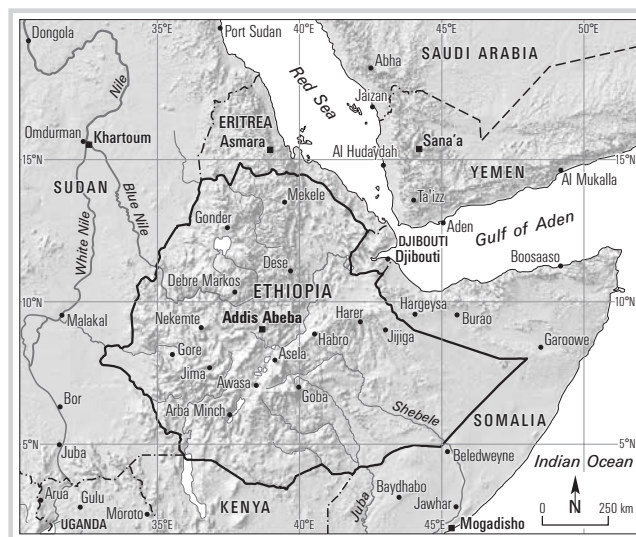 35°E
40°E
45°E
50°E
Dongola
Port Sudan
Abha
SAUDI ARABIA
Nile
Red Sea
Jaizan
Omdurman
Khartoum
ERITREA
Asmara
Sana'a
Al Hudaydah
15°N
15°N
YEMEN
SUDAN
Blue Nile
White Nile
Mekele
Ta'izz
Al Mukalla
Gonder
Aden
Gulf of Aden
DJIBOUTI
Djibouti
Dese
Boosaaso
Debre Markos
ETHIOPIA
10°N
10°N
Malakal
Nekemte
Addis Abeba
Harer
Hargeysa
Burao
Gore
Habro
Jijiga
Garoowe
Asela
Jima
Awasa
Bor
Goba
Arba Minch
Shebele
SOMALIA
5°N
5°N
Juba
Beledweyne
Indian Ocean
Arua
Gulu
KENYA
Baydhabo
N
UGANDA
Moroto
Juba
Jawhar
0
250 km
35°E
40°E
45°E
Mogadisho